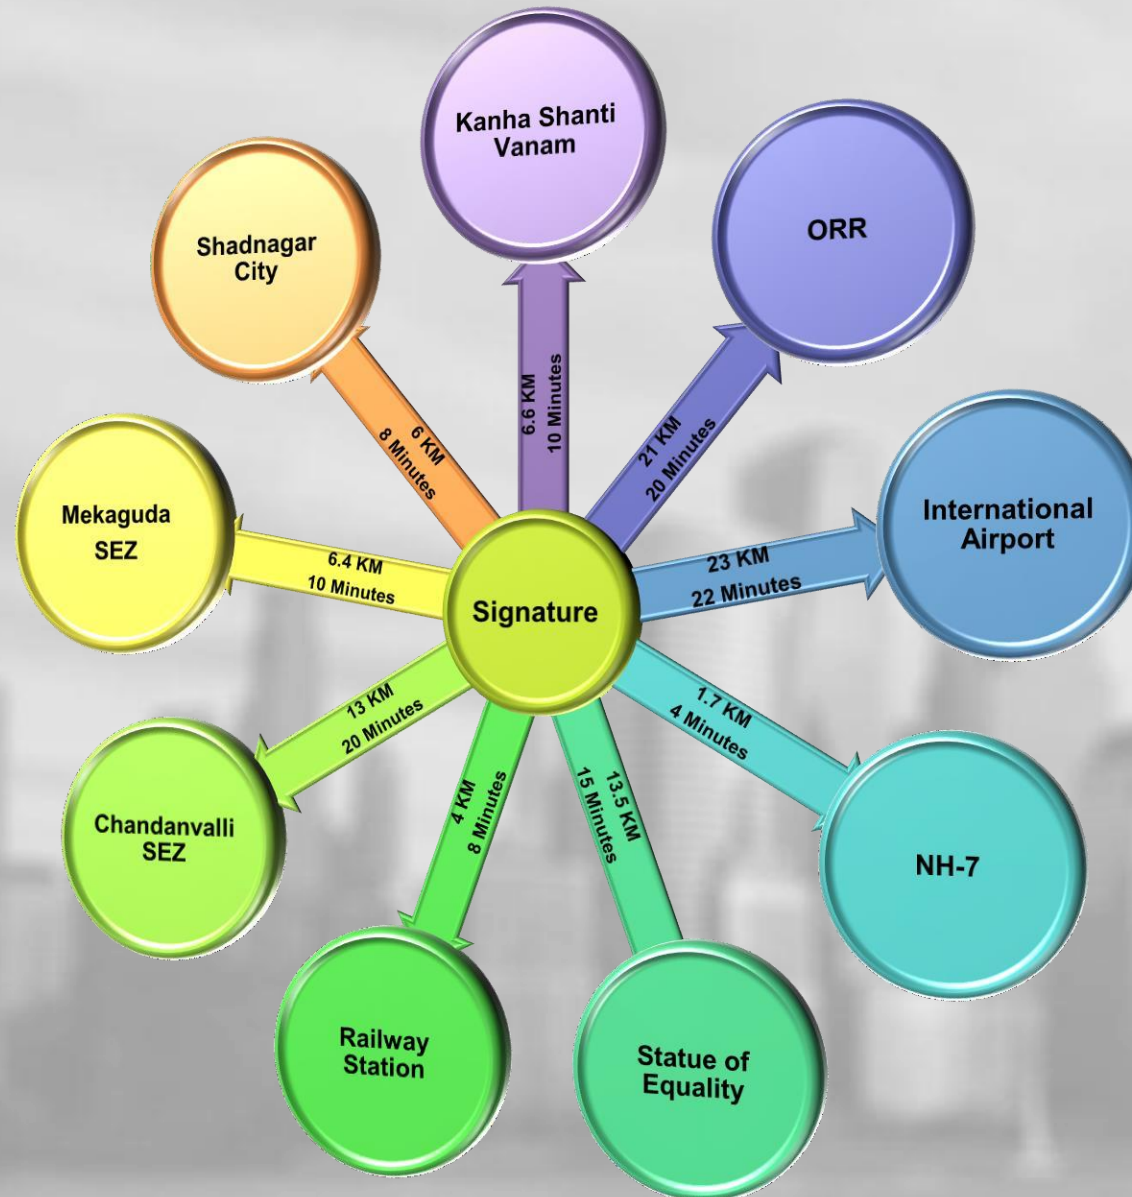 Kanha Shanti
Vanam
ORR
Shadnagar
City
6.6 KM
10 Minutes
21 KM
20 Minutes
6 KM
8 Minutes
International
Airport
Mekaguda
SEZ
6.4 KM
10 Minutes
23 KM
22 Minutes
Signature
13 KM
20 Minutes
1.7 KM
4 Minutes
4 KM
8 Minutes
13.5 KM
15 Minutes
Chandanvalli
SEZ
NH-7
Railway
Station
Statue of
Equality